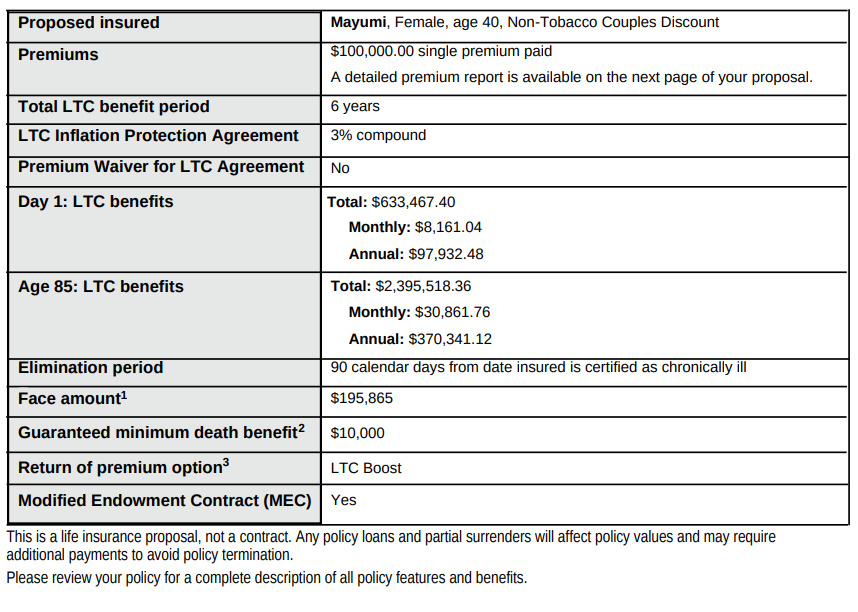 Proposed insured Mayumi, Female, age 40, Non-Tobacco Couples Discount
Premiums $100,000.00 single premium paid
A detailed premium report is available on the next page of your proposal.
Total LTC benefit period 6 years
LTC Inflation Protection Agreement 3% compound
Premium Waiver for LTC Agreement No
Day 1: LTC benefits Total: $633,467.40
Monthly: $8,161.04
Annual: $97,932.48
Age 85: LTC benefits Total: $2,395,518.36
Monthly: $30,861.76
Annual: $370,341.12
Elimination period 90 calendar days from date insured is certified as chronically ill
Face amount1 $195,865
Guaranteed minimum death benefit2 $10,000
Return of premium option3 LTC Boost
Modified Endowment Contract (MEC) Yes
This is a life insurance proposal, not a contract. Any policy loans and partial surrenders will affect policy values and may require
additional payments to avoid policy termination.
Please review your policy for a complete description of all policy features and benefits.